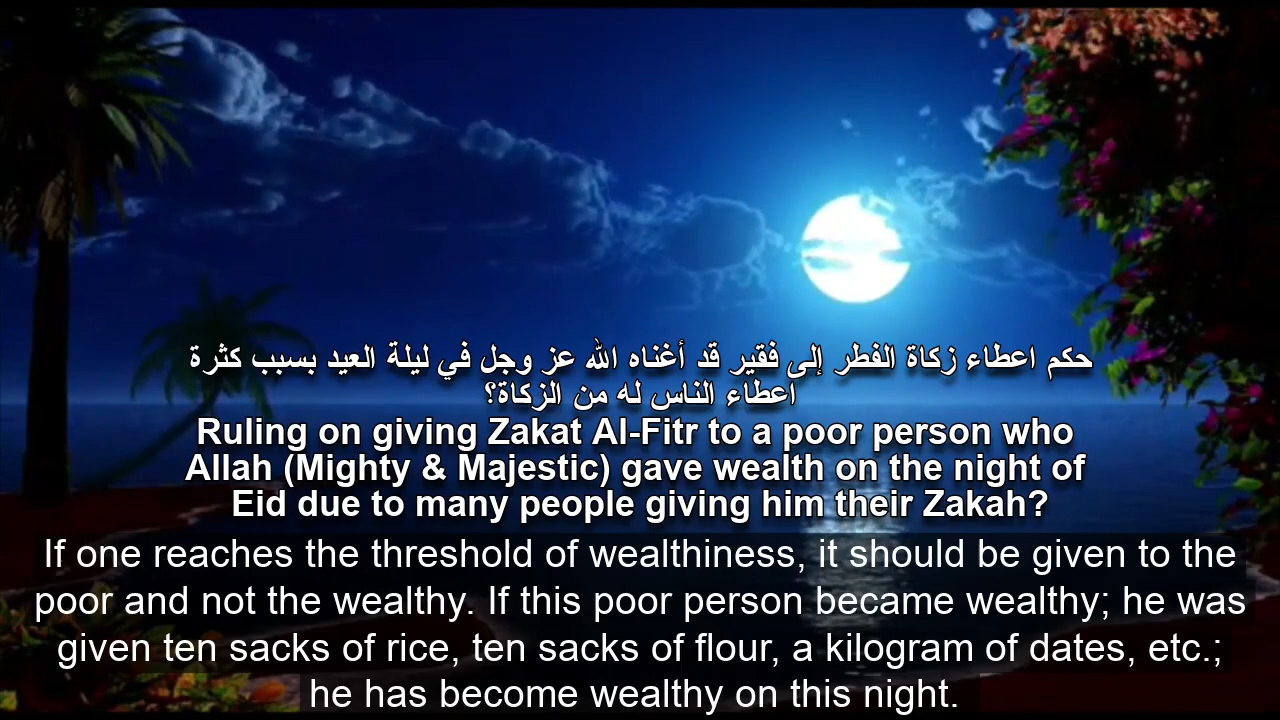 حكم اعطاء زكاة الفطر إلى فقير قد أغناه الله عز وجل في ليلة العيد بسبب كثرة
اعطاء الناس له من الزكاة؟
Ruling on giving Zakat Al-Fitr to a poor person who
Allah (Mighty & Majestic) gave wealth on the night of
Eid due to many people giving him their Zakah?
If one reaches the threshold of wealthiness, it should be given to the
poor and not the wealthy. If this poor person became wealthy; he was
given ten sacks of rice, ten sacks of flour, a kilogram of dates, etc.;
he has become wealthy on this night.